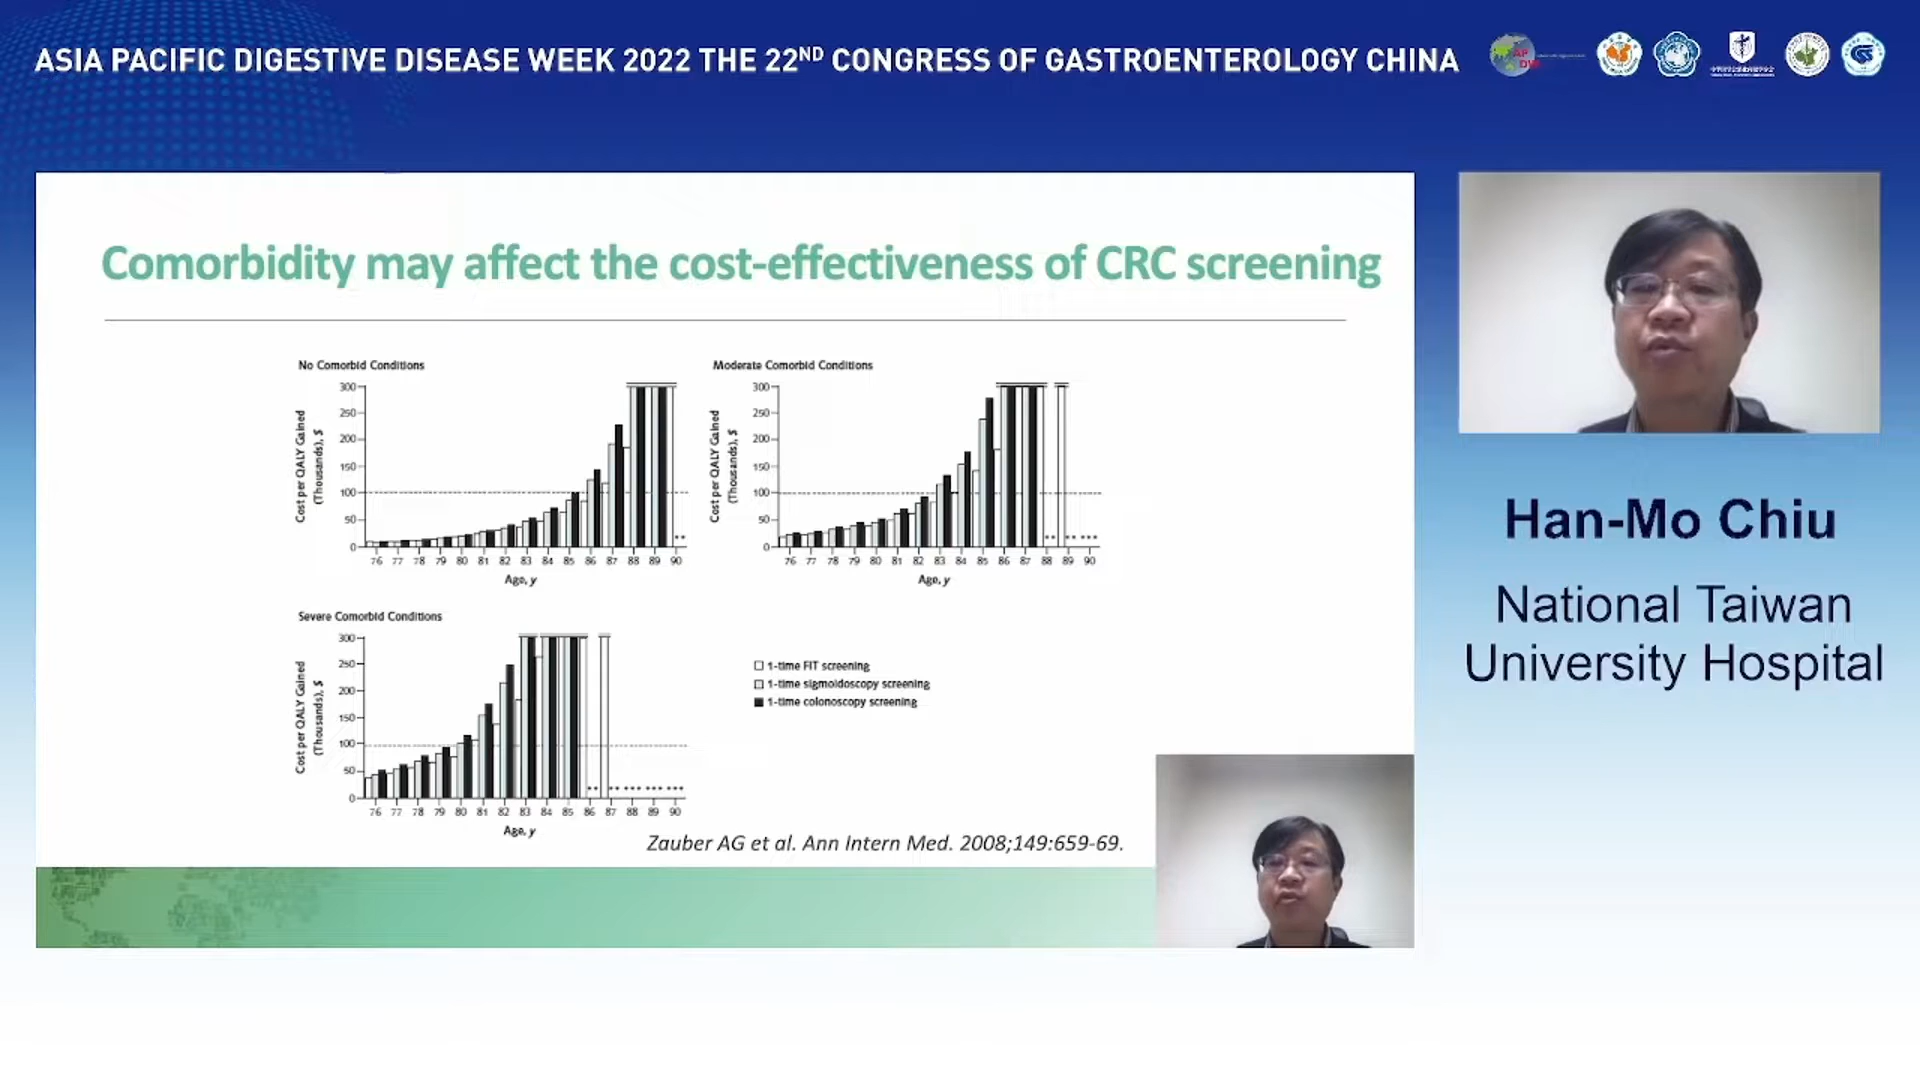 ASIA PACIFIC DIGESTIVE DISEASE WEEK 2022 THE 22ND CONGRESS OF GASTROENTEROLOGY CHINA
Comorbidity may affect the cost-effectiveness of CRC screening
No Comorbid Conditions
Cost per QALY Gained
(Thousands), $
300
250
200
150
100
50
0
76 77 78 79 80 81 82 83 84 85 86 87 88 89 90
Age, y
Moderate Comorbid Conditions
Cost per QALY Gained
(Thousands), $
300
250
200
150
100
50
0
76 77 78 79 80 81 82 83 84 85 86 87 88 89 90
Age, y
Severe Comorbid Conditions
Cost per QALY Gained
(Thousands), $
300
250
200
150
100
50
0
76 77 78 79 80 81 82 83 84 85 86 87 88 89 90
Age, y
1-time FIT screening
1-time sigmoidoscopy screening
1-time colonoscopy screening
Zauber AG et al. Ann Intern Med. 2008;149:659-69.
Han-Mo Chiu
National Taiwan
University Hospital